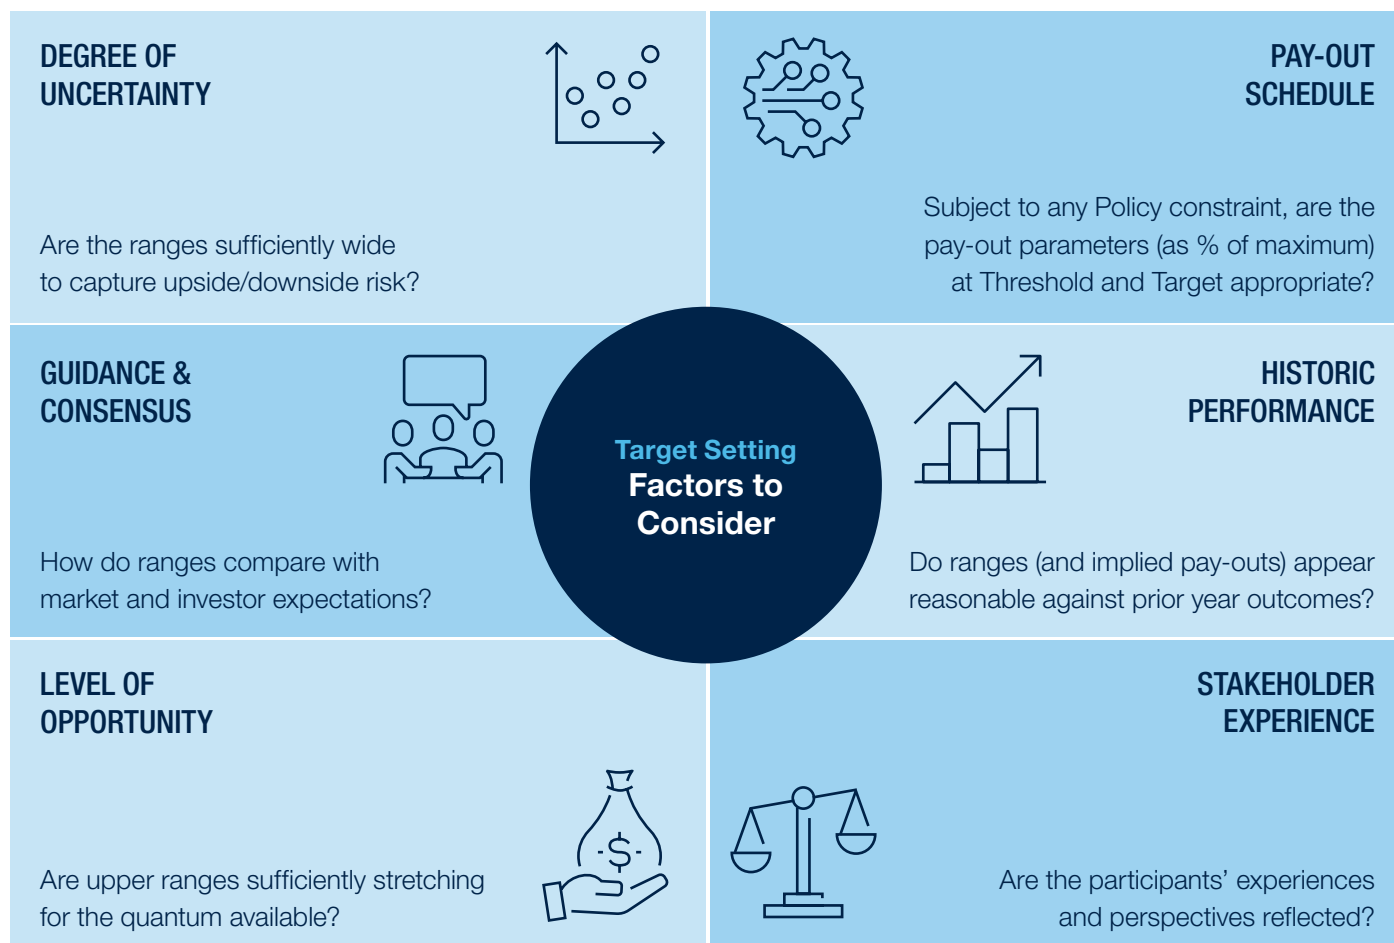 DEGREE OF
UNCERTAINTY
Are the ranges sufficiently wide
to capture upside/downside risk?
PAY-OUT
SCHEDULE
Subject to any Policy constraint, are the
pay-out parameters (as % of maximum)
at Threshold and Target appropriate?
GUIDANCE &
CONSENSUS
How do ranges compare with
market and investor expectations?
Target Setting
Factors to
Consider
HISTORIC
PERFORMANCE
Do ranges (and implied pay-outs) appear
reasonable against prior year outcomes?
LEVEL OF
OPPORTUNITY
$
Are upper ranges sufficiently stretching
for the quantum available?
STAKEHOLDER
EXPERIENCE
Are the participants’ experiences
and perspectives reflected?